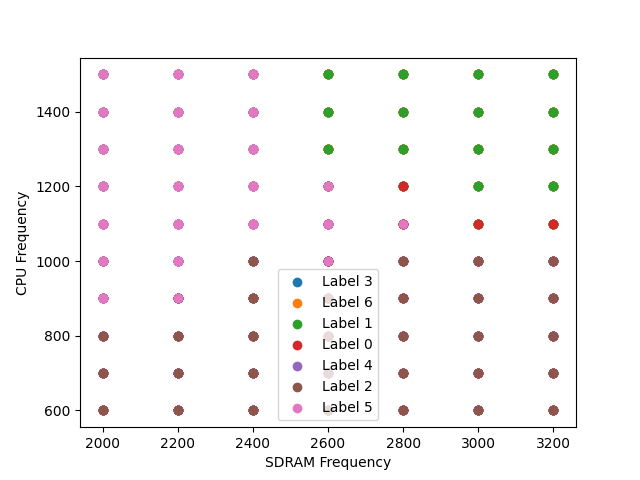 1400
1200
1000
800
600
CPU Frequency
Label 3
Label 6
Label 1
Label 0
Label 4
Label 2
Label 5
2000 2200 2400 2600 2800 3000 3200
SDRAM Frequency